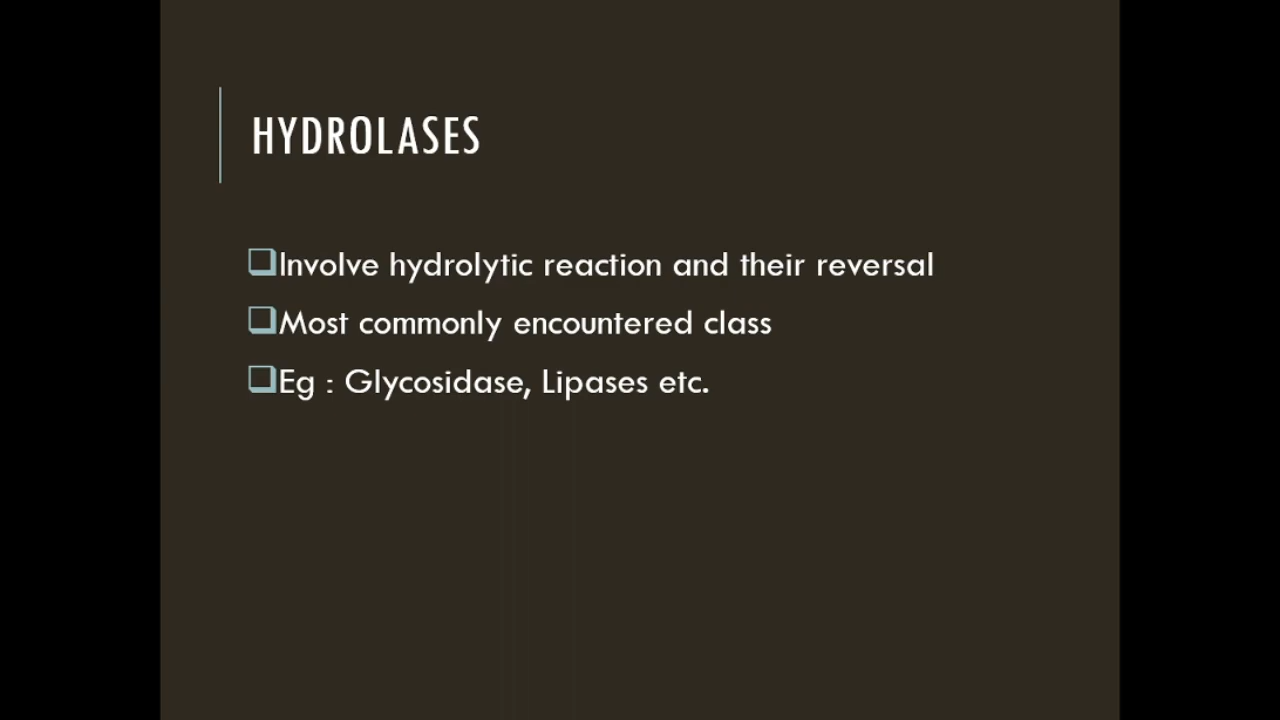 HYDROLASES
❑Involve hydrolytic reaction and their reversal
❑Most commonly encountered class
❑Eg : Glycosidase, Lipases etc.